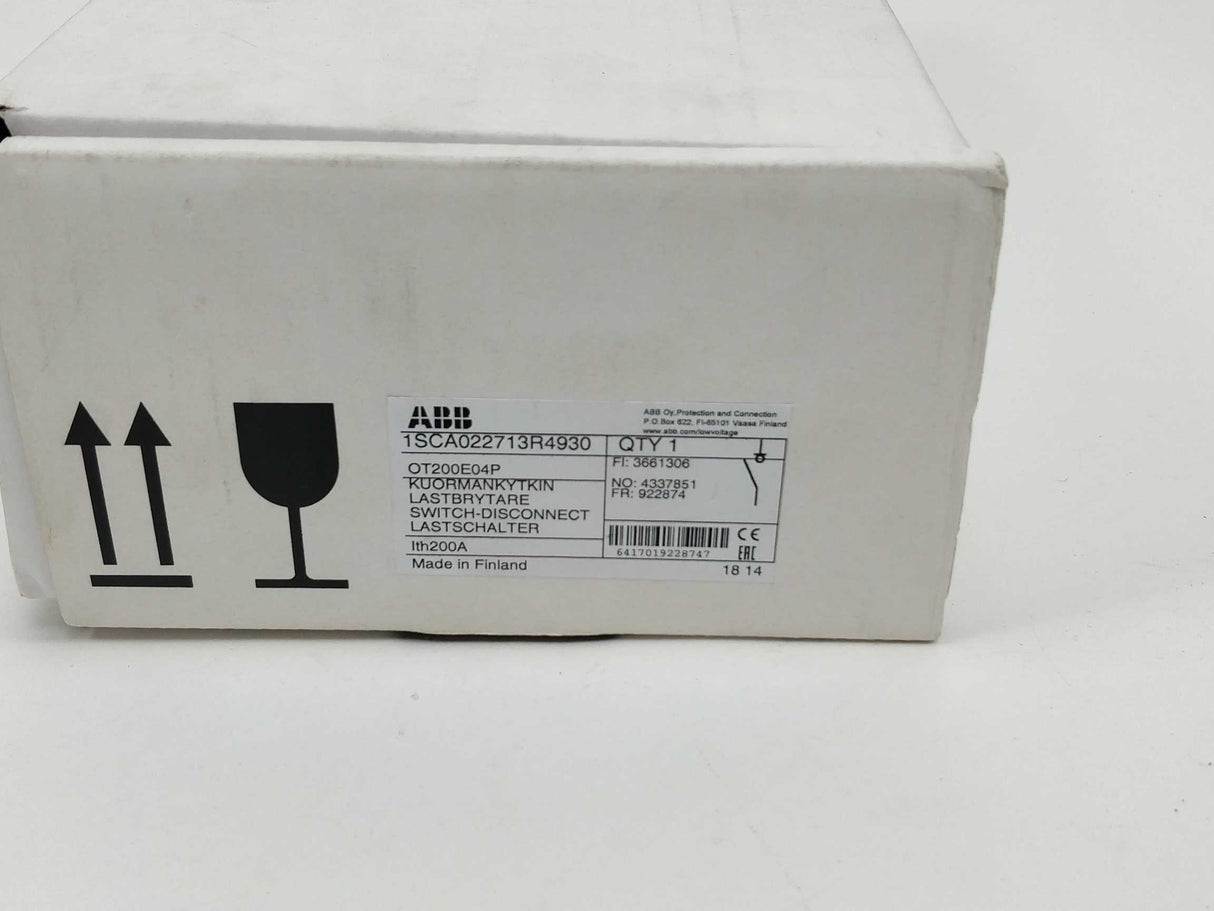 ABB
ABB Oy, Protection and Connection
P.O.Box 622, FI-65101 Vaasa Finland
www.abb.com/lowvoltage
1SCA022713R4930
QTY 1
OT200E04P
FI: 3661306
KUORMANKYTKIN
NO: 4337851
LASTBRYTARE
FR: 922874
SWITCH-DISCONNECT
LASTSCHALTER
Ith200A
6417019228747
CE
EAC
Made in Finland
18 14